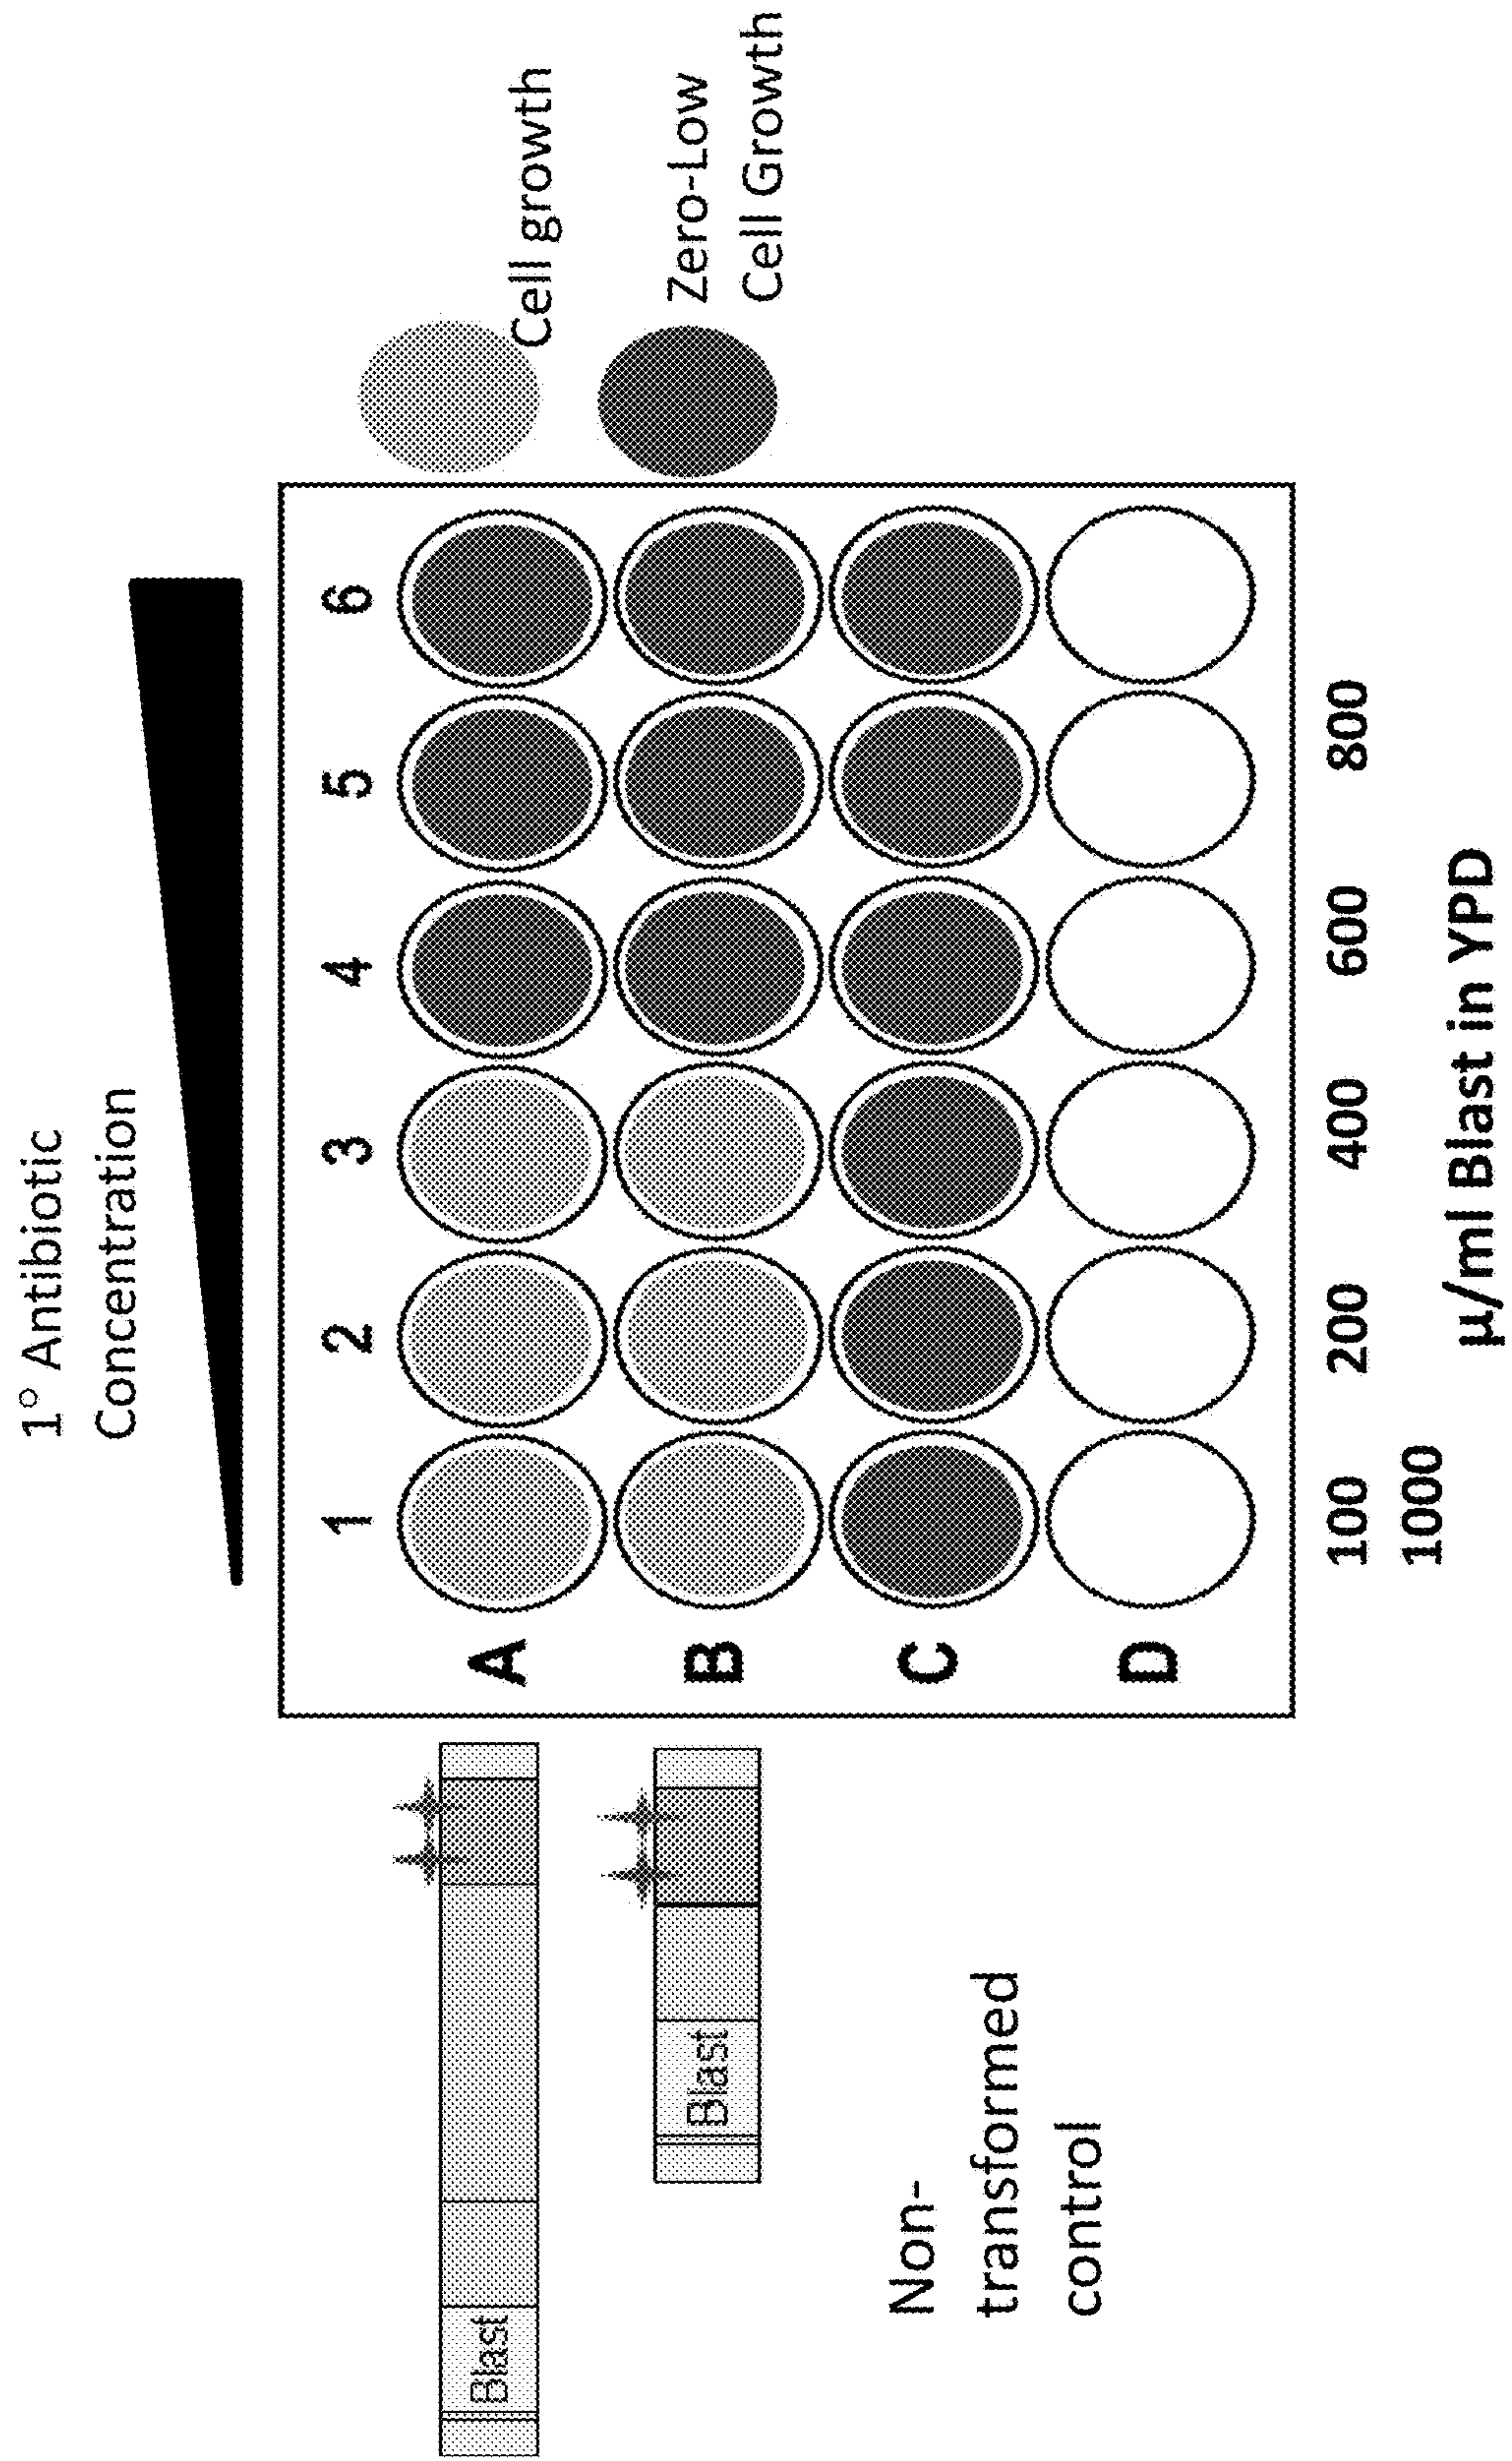 1° Antibiotic
Concentration
1 2 3 4 5 6
Blast
A
Cell growth
Blast
B
Zero-Low
Cell Growth
Non-
transformed
control
C
D
100 200 400 600 800
1000
μ/ml Blast in YPD